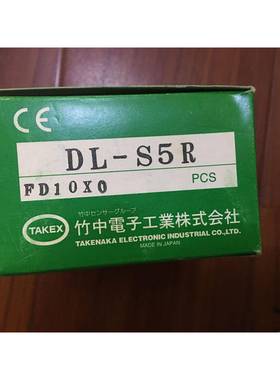 CE
DL-S5R
FD10X0
PCS
竹中センサーグループ
TAKEX 竹中電子工業株式会社
TAKENAKA ELECTRONIC INDUSTRIAL CO.,LTD.
MADE IN JAPAN